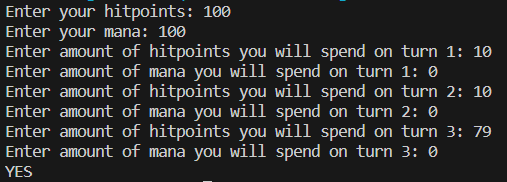 Enter your hitpoints: 100
Enter your mana: 100
Enter amount of hitpoints you will spend on turn 1: 10
Enter amount of mana you will spend on turn 1: 0
Enter amount of hitpoints you will spend on turn 2: 10
Enter amount of mana you will spend on turn 2: 0
Enter amount of hitpoints you will spend on turn 3: 79
Enter amount of mana you will spend on turn 3: 0
YES